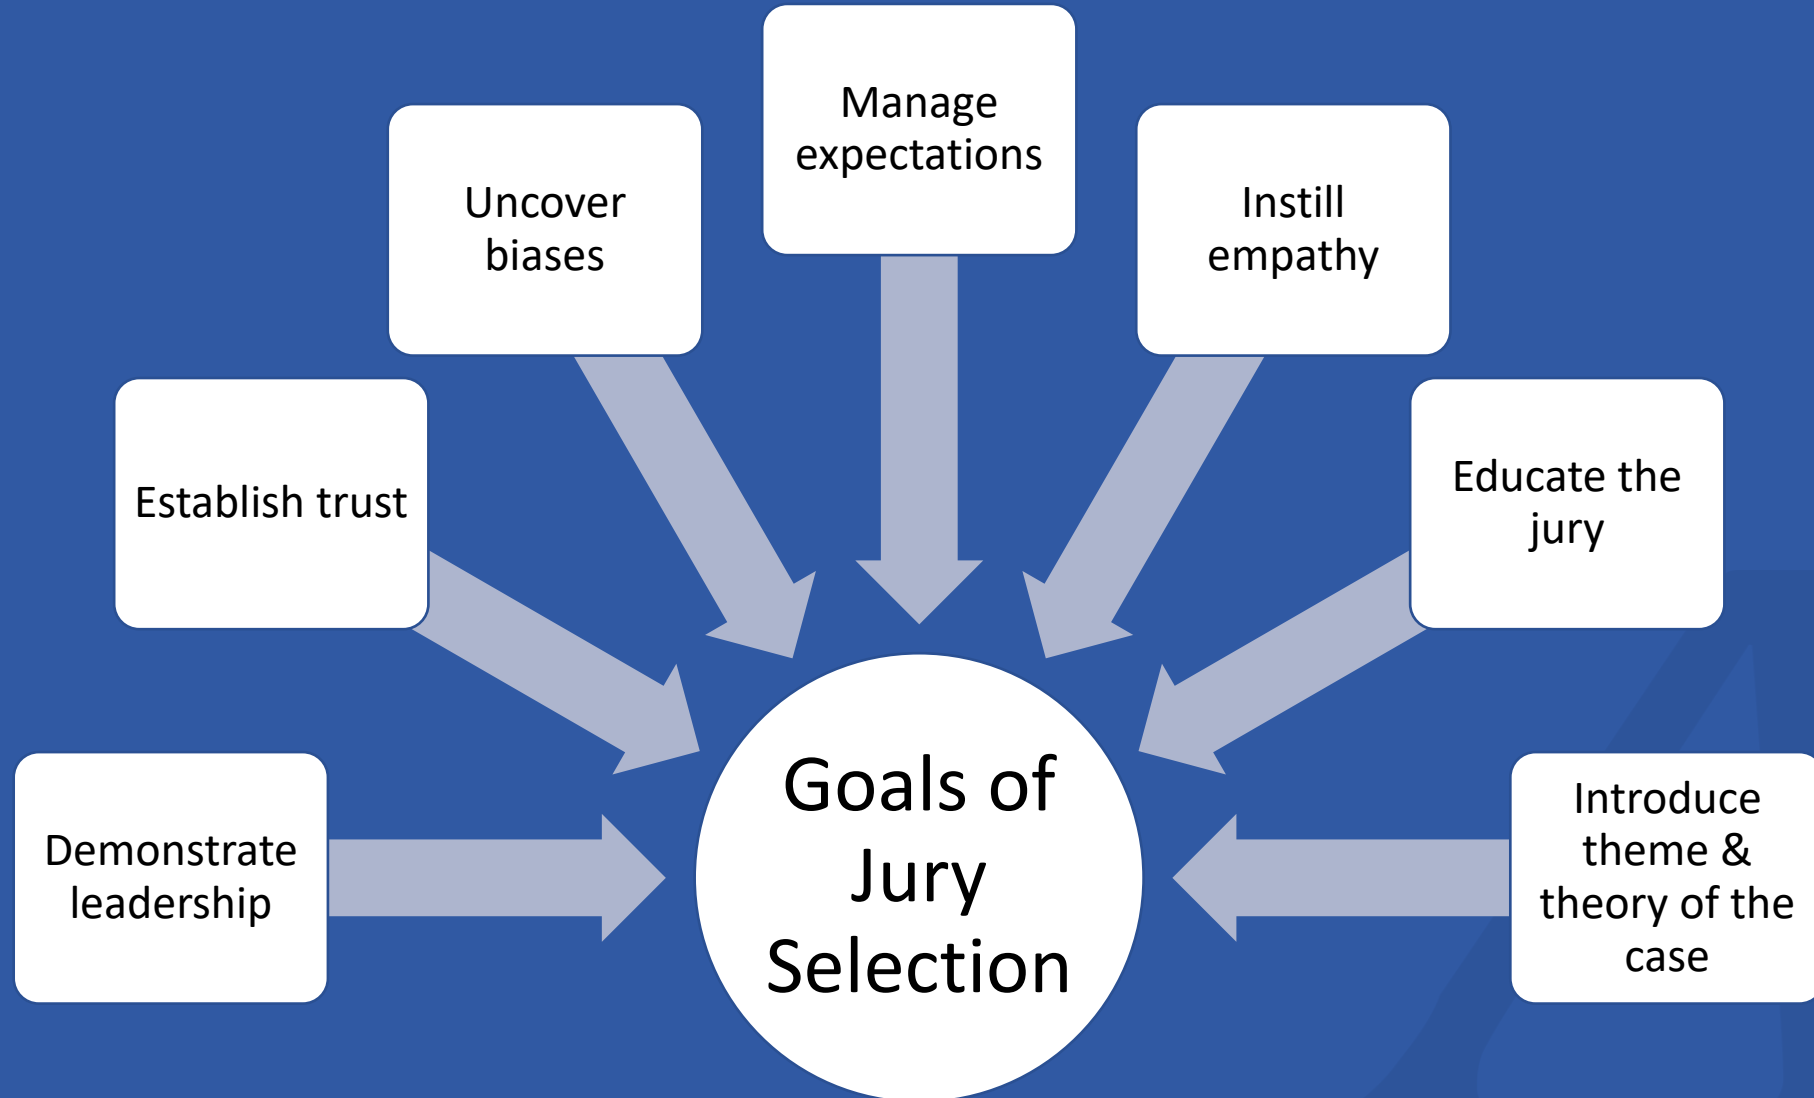 Manage
expectations
Uncover
biases
Instill
empathy
Establish trust
Educate the
jury
Demonstrate
leadership
Goals of
Jury
Selection
Introduce
theme &
theory of the
case